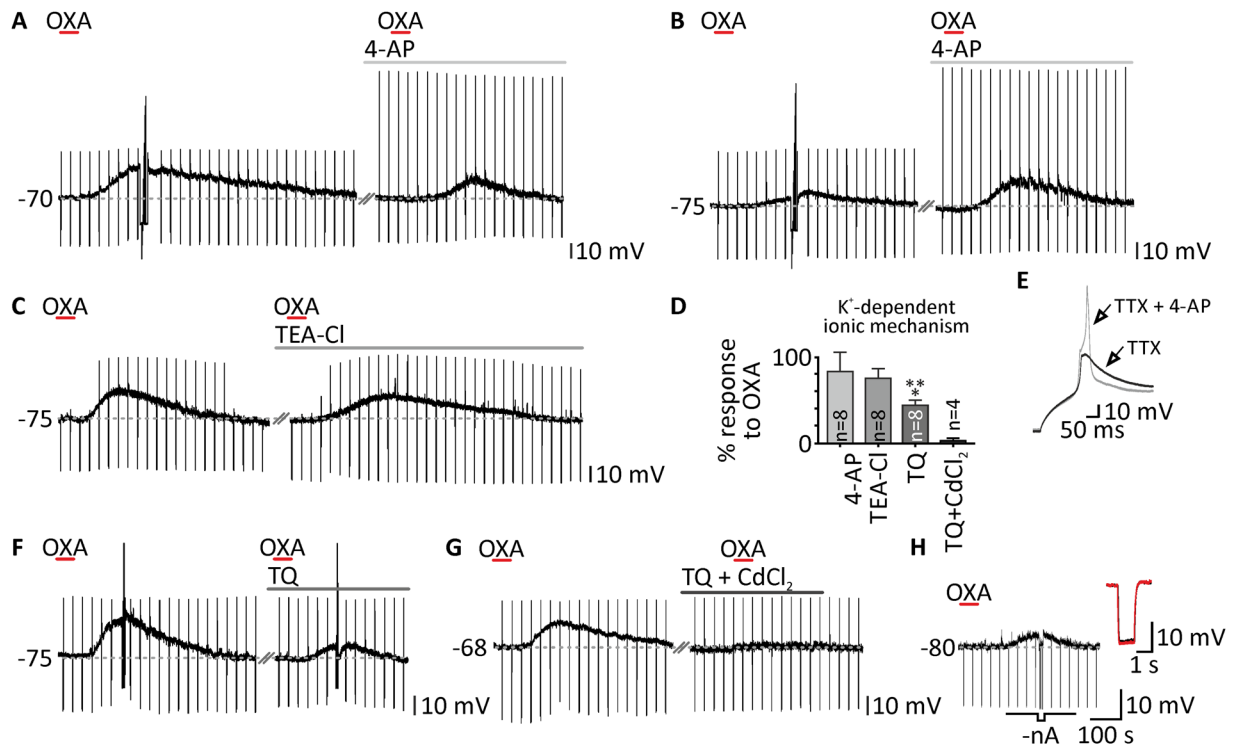 A OXA OXA
4-AP
-70
10 mV
B OXA OXA
4-AP
-75
10 mV
C OXA OXA
TEA-Cl
-75
10 mV
D K+-dependent
ionic mechanism
% response
to OXA
100
0
n=8
n=8
**
*
n=8
n=4
4-AP
TEA-Cl
TQ
TQ+CdCl2
E
TTX + 4-AP
TTX
10 mV
50 ms
F OXA OXA
TQ
-75
10 mV
G OXA OXA
TQ + CdCl2
-68
10 mV
H
OXA
10 mV
1 s
-80
10 mV
-nA 100 s